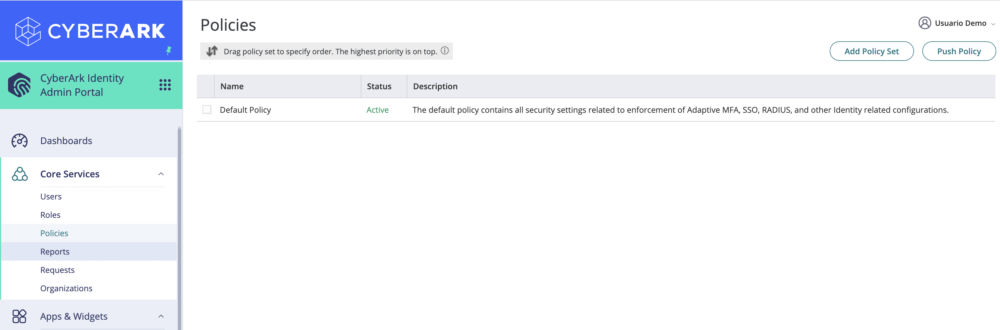 CYBERARK
CyberArk Identity
Admin Portal
Dashboards
Core Services
Users
Roles
Policies
Reports
Requests
Organizations
Apps & Widgets
Policies
Usuario Demo
Drag policy set to specify order. The highest priority is on top.
Add Policy Set
Push Policy
Name Status Description
Default Policy Active The default policy contains all security settings related to enforcement of Adaptive MFA, SSO, RADIUS, and other Identity related configurations.